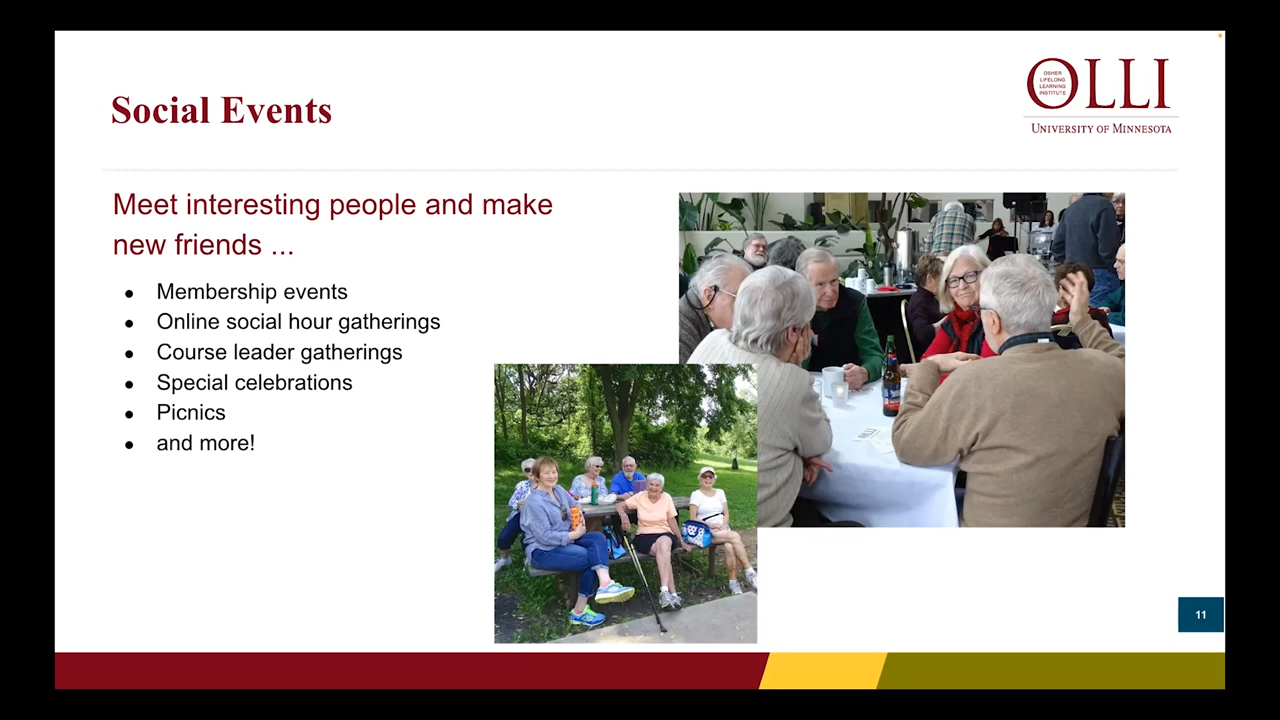 Social Events
OLLI
OSHER
LIFELONG
LEARNING
INSTITUTE
UNIVERSITY OF MINNESOTA
Meet interesting people and make
new friends ...
● Membership events
● Online social hour gatherings
● Course leader gatherings
● Special celebrations
● Picnics
● and more!
11